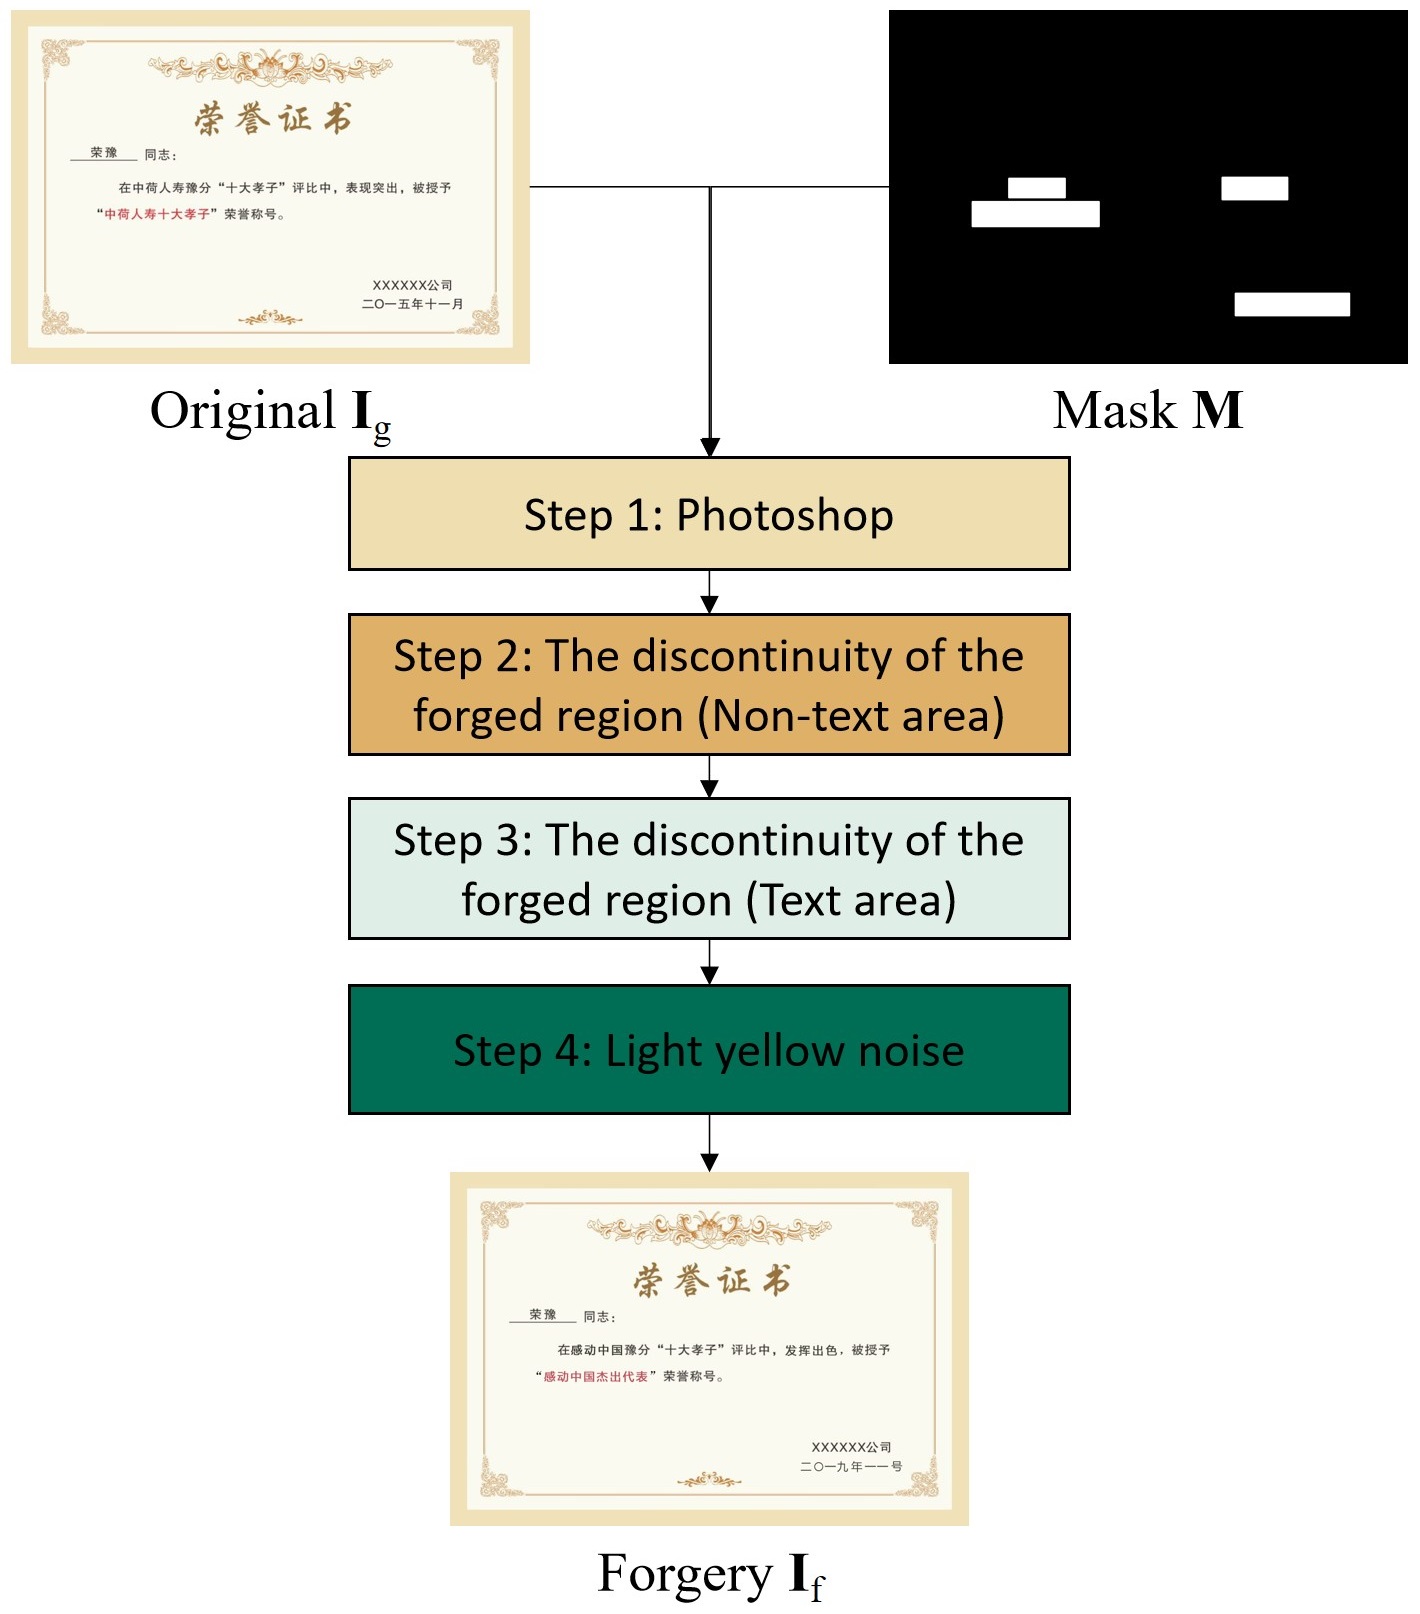 荣誉证书
荣豫 同志：
在中荷人寿豫分“十大孝子”评比中，表现突出，被授予
“中荷人寿十大孝子”荣誉称号。
XXXXXX公司
二〇一五年十一月
Original I_g
Mask M
Step 1: Photoshop
Step 2: The discontinuity of the
forged region (Non-text area)
Step 3: The discontinuity of the
forged region (Text area)
Step 4: Light yellow noise
荣誉证书
荣豫 同志：
在感动中国豫分“十大孝子”评比中，发挥出色，被授予
“感动中国杰出代表”荣誉称号。
XXXXXX公司
二〇一九年一一号
Forgery I_f